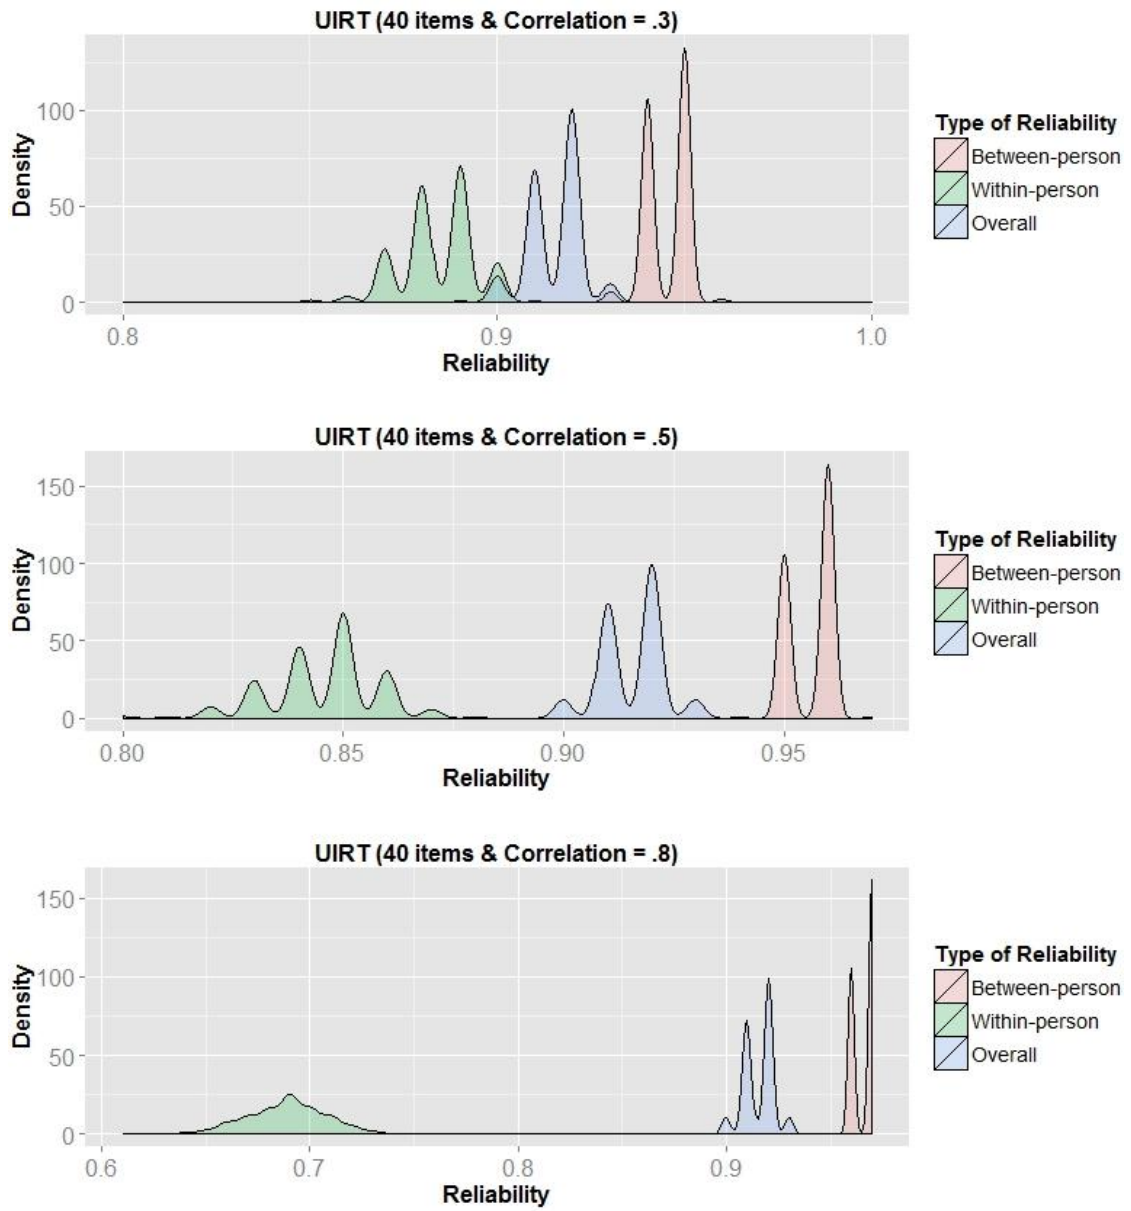 UIRT (40 items & Correlation = .3)
100
50
0
Density
0.8 0.9 1.0
Reliability
Type of Reliability
Between-person
Within-person
Overall
UIRT (40 items & Correlation = .5)
150
100
50
0
Density
0.80 0.85 0.90 0.95
Reliability
Type of Reliability
Between-person
Within-person
Overall
UIRT (40 items & Correlation = .8)
150
100
50
0
Density
0.6 0.7 0.8 0.9
Reliability
Type of Reliability
Between-person
Within-person
Overall